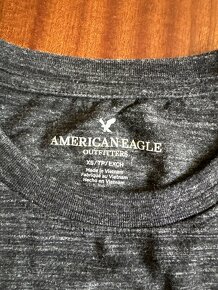 AMERICAN EAGLE
OUTFITTERS
XS/TP/EXCH
Made in Vietnam
Fabriqué au Vietnam
Hecho en Vietnam